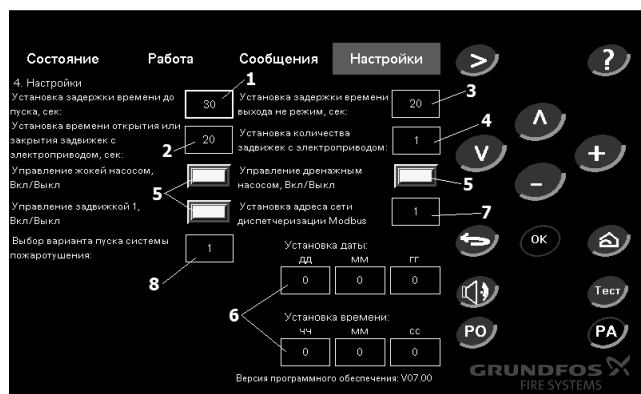 Состояние Работа Сообщения Настройки > ?
4. Настройки
Установка задержки времени до
пуска, сек:
30
1
Установка задержки времени
выхода не режим, сек:
20
3
Установка времени открытия или
закрытия задвижек с
электроприводом, сек:
2
20
Установка количества
задвижек с электроприводом:
1
4
Λ
V
+
-
Управление жокей насосом,
Вкл/Выкл
5
Управление дренажным
насосом, Вкл/Выкл
5
Управление задвижкой 1,
Вкл/Выкл
Установка адреса сети
диспетчеризации Modbus
1
7
Выбор варианта пуска системы
пожаротушения:
1
8
Установка даты:
дд мм гг
0 0 0
6
Установка времени:
чч мм сс
0 0 0
OK
Тест
PO PA
GRUNDFOS
FIRE SYSTEMS
Версия программного обеспечения: V07.00